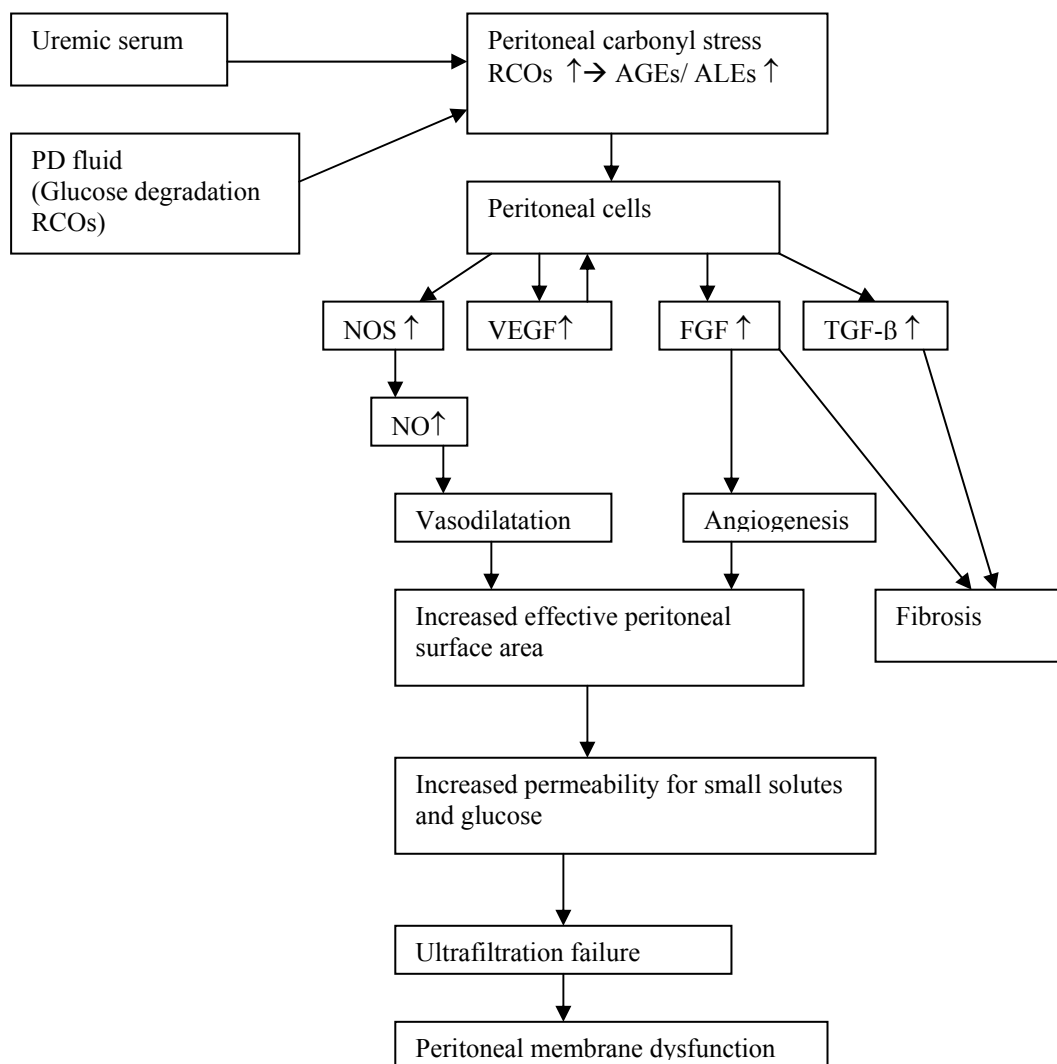 Uremic serum
Peritoneal carbonyl stress
RCOs ↑→ AGEs/ ALEs ↑
PD fluid
(Glucose degradation
RCOs)
Peritoneal cells
NOS ↑
VEGF↑
FGF ↑
TGF-ß ↑
NO↑
Vasodilatation
Angiogenesis
Increased effective peritoneal
surface area
Fibrosis
Increased permeability for small solutes
and glucose
Ultrafiltration failure
Peritoneal membrane dysfunction